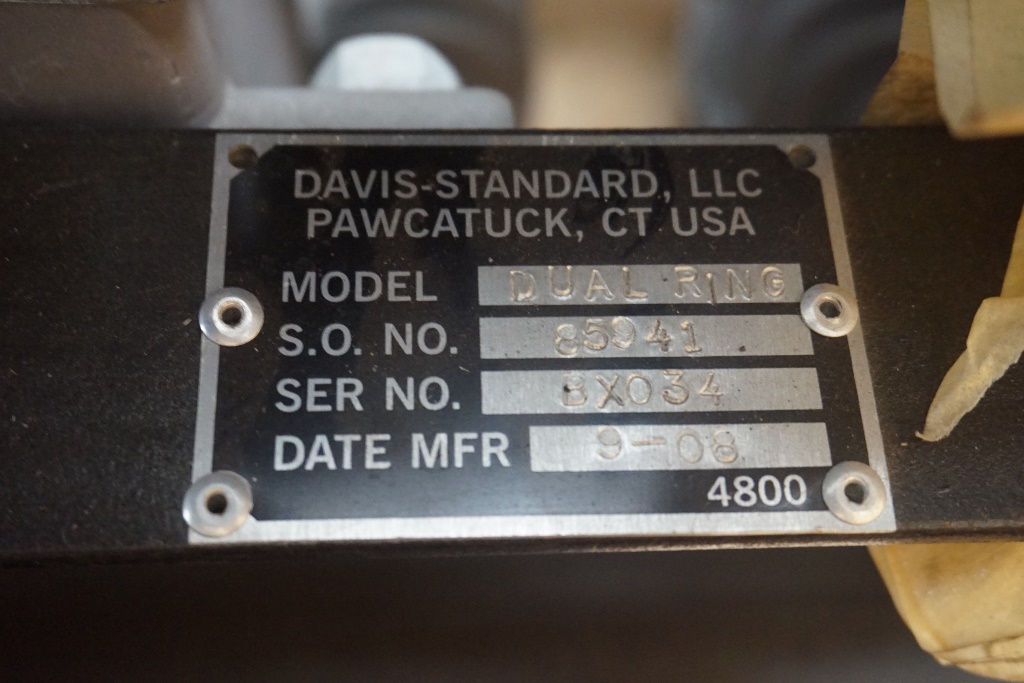 DAVIS-STANDARD, LLC
PAWCATUCK, CT USA
MODEL DUAL RING
S.O. NO. 85941
SER NO. BX034
DATE MFR 9-08
4800